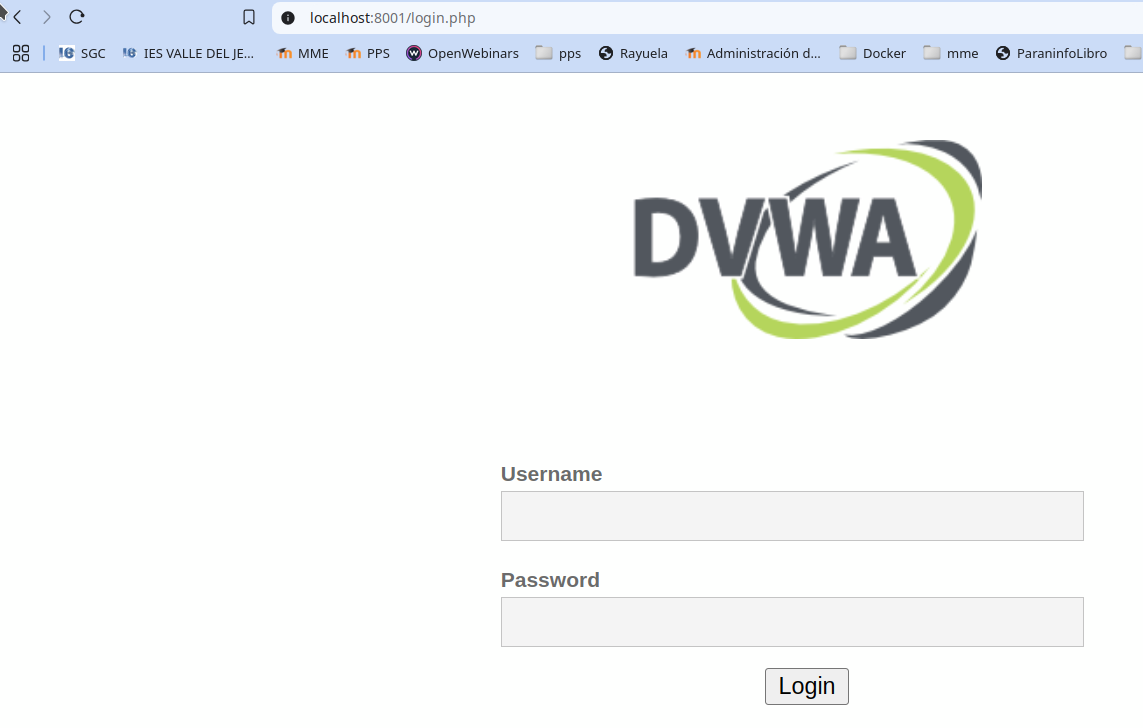 localhost:8001/login.php
SGC IES VALLE DEL JE... MME PPS OpenWebinars pps Rayuela Administración d... Docker mme ParaninfoLibro
DVWA
Username
Password
Login